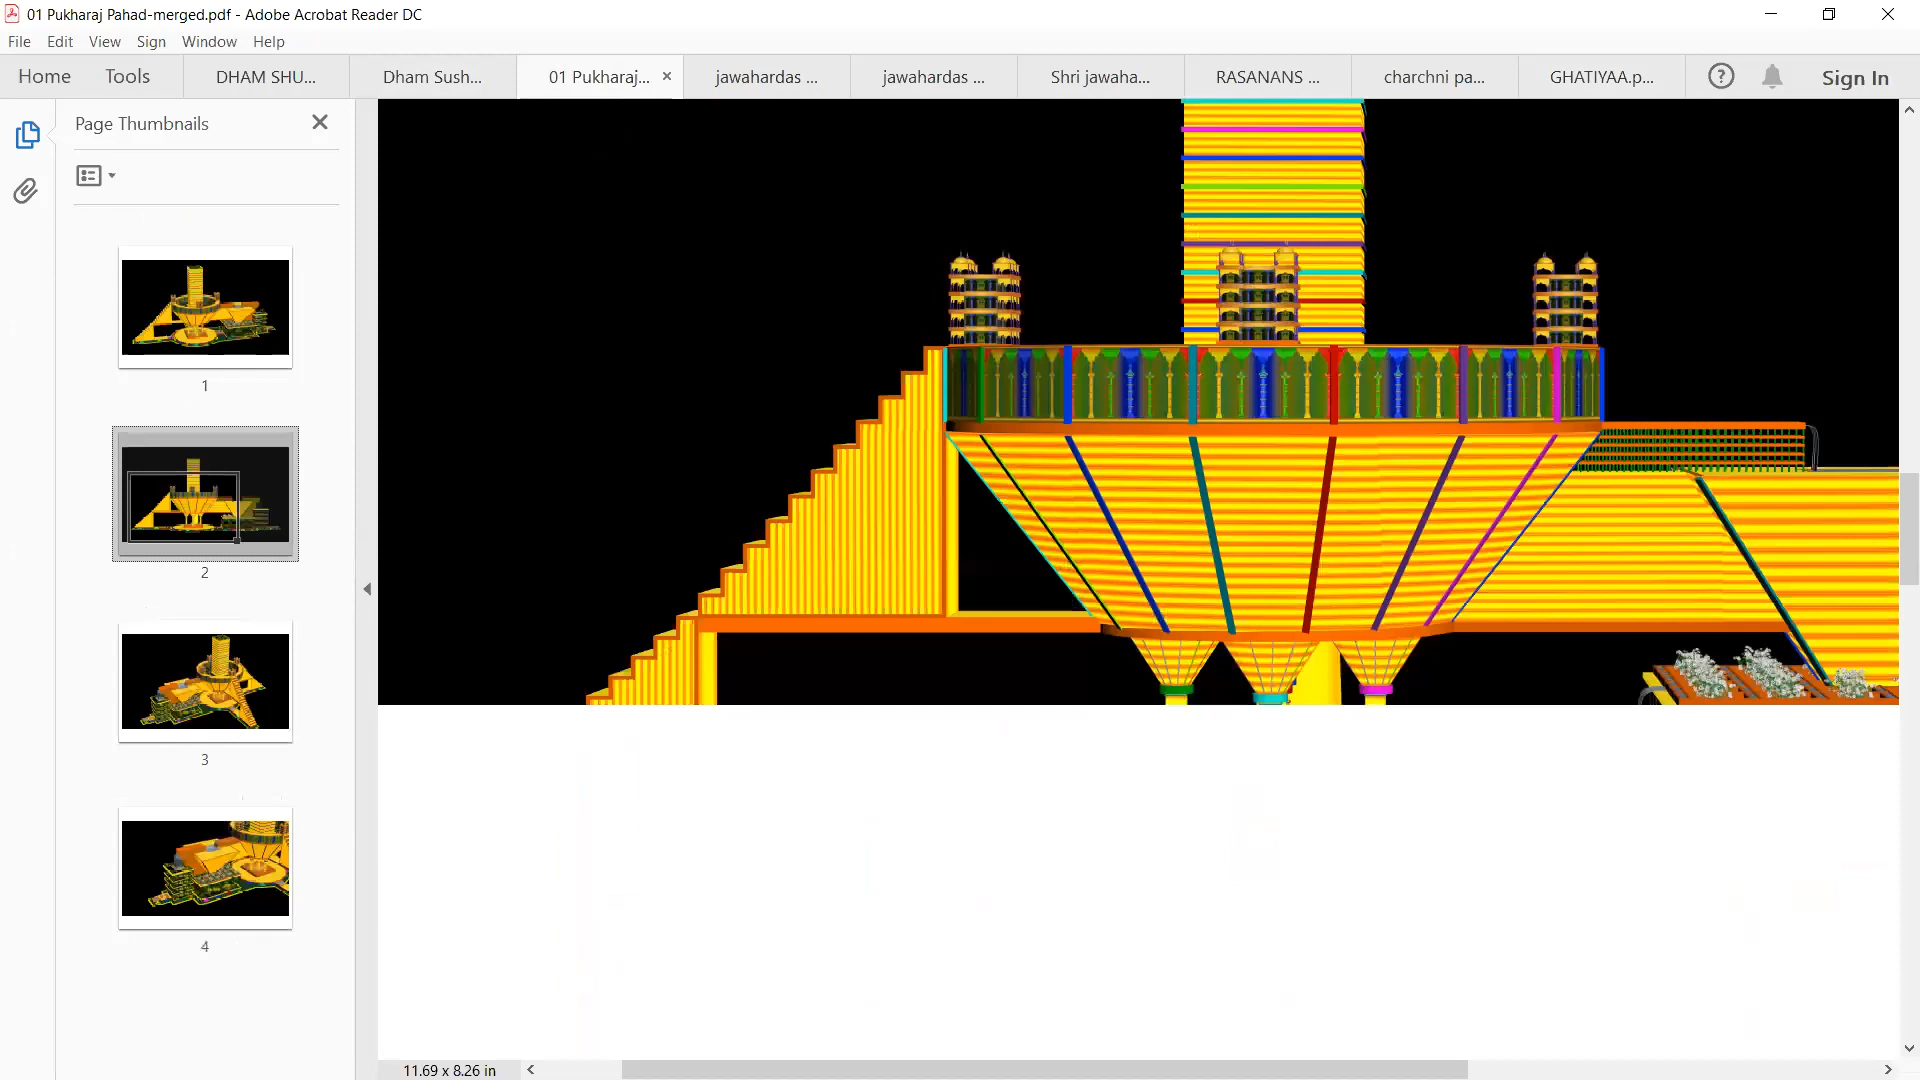 01 Pukharaj Pahad-merged.pdf - Adobe Acrobat Reader DC
File Edit View Sign Window Help
Home Tools DHAM SHU... Dham Sush... 01 Pukharaj... jawahardas ... jawahardas ... Shri jawaha... RASANANS ... charchni pa... GHATIYAA.p... Sign In
Page Thumbnails
1
2
3
4
11.69 x 8.26 in